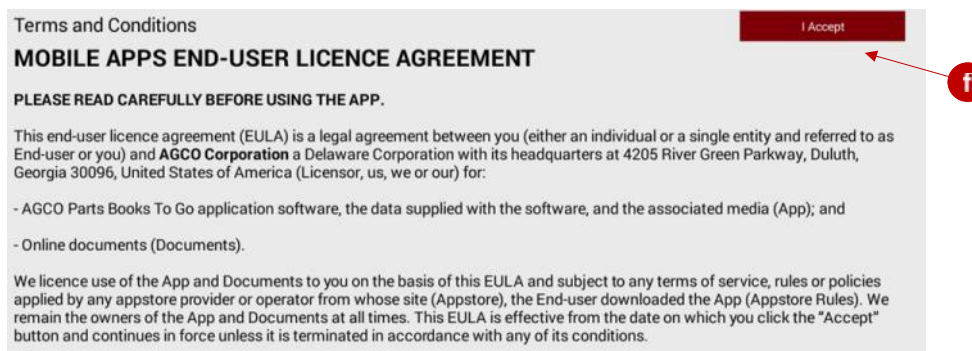 Terms and Conditions
I Accept
MOBILE APPS END-USER LICENCE AGREEMENT
f
PLEASE READ CAREFULLY BEFORE USING THE APP.
This end-user licence agreement (EULA) is a legal agreement between you (either an individual or a single entity and referred to as
End-user or you) and AGCO Corporation a Delaware Corporation with its headquarters at 4205 River Green Parkway, Duluth,
Georgia 30096, United States of America (Licensor, us, we or our) for:
- AGCO Parts Books To Go application software, the data supplied with the software, and the associated media (App); and
- Online documents (Documents).
We licence use of the App and Documents to you on the basis of this EULA and subject to any terms of service, rules or policies
applied by any appstore provider or operator from whose site (Appstore), the End-user downloaded the App (Appstore Rules). We
remain the owners of the App and Documents at all times. This EULA is effective from the date on which you click the “Accept”
button and continues in force unless it is terminated in accordance with any of its conditions.